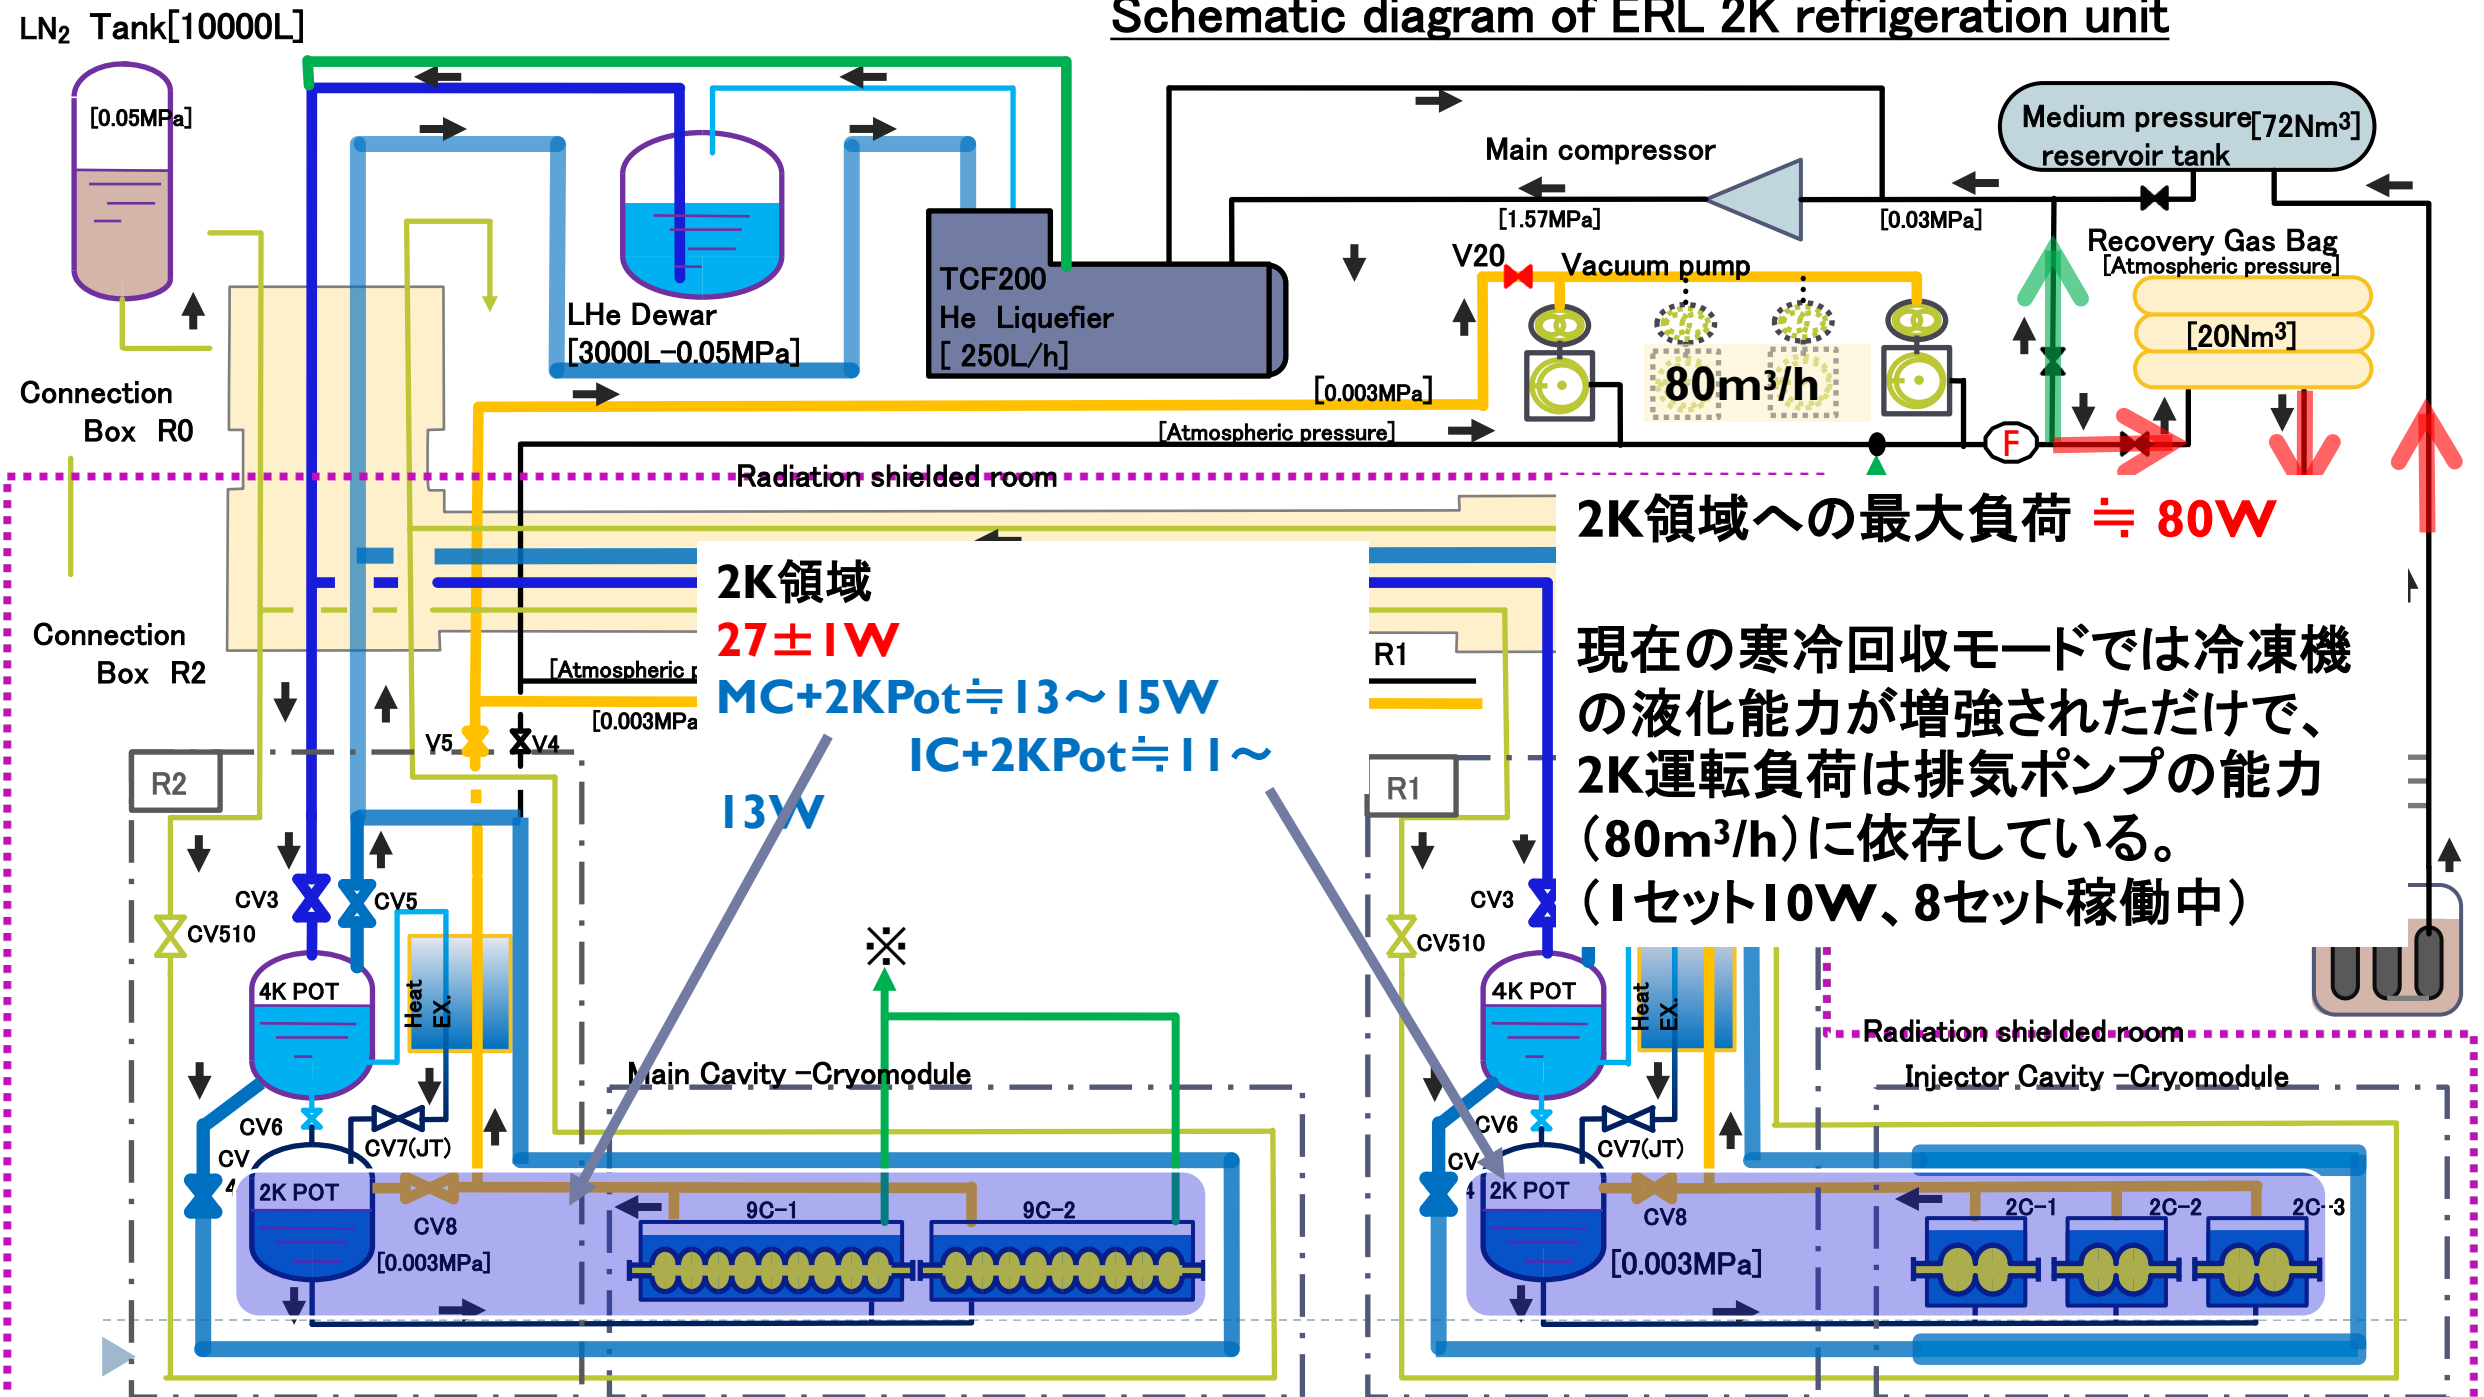 Schematic diagram of ERL 2K refrigeration unit
LN₂ Tank[10000L]
[0.05MPa]
Medium pressure[72Nm³]
reservoir tank
Main compressor
[1.57MPa]
[0.03MPa]
Recovery Gas Bag
[Atmospheric pressure]
[20Nm³]
V20
Vacuum pump
TCF200
He Liquefier
[ 250L/h]
LHe Dewar
[3000L-0.05MPa]
80m³/h
[0.003MPa]
Connection
Box R0
[Atmospheric pressure]
F
Radiation shielded room
2K領域への最大負荷 ≒ 80W
2K領域
27±1W
MC+2KPot≒13～15W
IC+2KPot≒11～
13W
Connection
Box R2
[Atmospheric p
[0.003MPa
R1
現在の寒冷回収モードでは冷凍機
の液化能力が増強されただけで、
2K運転負荷は排気ポンプの能力
（80m³/h）に依存している。
（1セット10W、8セット稼働中）
V5
V4
R2
R1
CV3
CV5
CV510
CV3
CV510
※
4K POT
Heat
EX.
4K POT
Heat
EX.
Radiation shielded room
Main Cavity -Cryomodule
Injector Cavity -Cryomodule
CV6
CV7(JT)
CV
4
2K POT
CV8
[0.003MPa]
9C-1
9C-2
CV6
CV7(JT)
CV
4
2K POT
CV8
[0.003MPa]
2C-1
2C-2
2C-3